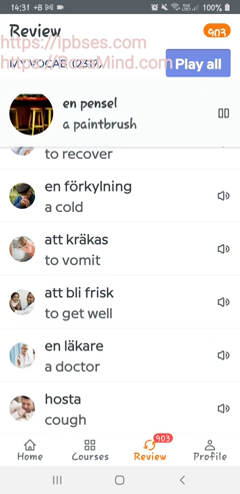 14:31
100%
Review
903
https://ipbses.com
MY VOCAB (2317)
Play all
en pensel
a paintbrush
to recover
en förkylning
a cold
att kräkas
to vomit
att bli frisk
to get well
en läkare
a doctor
hosta
cough
903
Home Courses Review Profile